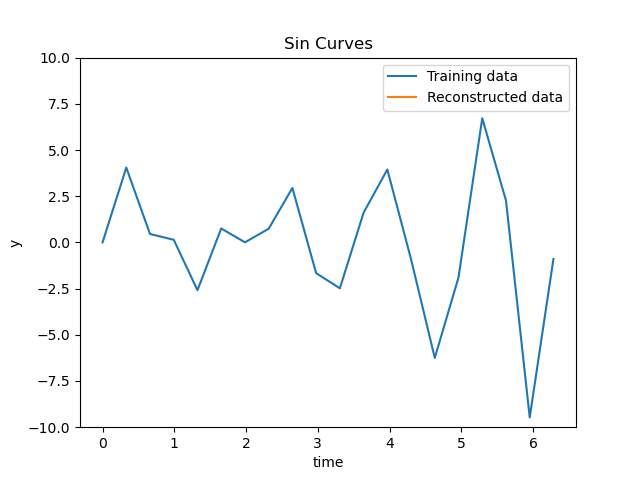 Sin Curves
Training data
Reconstructed data
10.0
7.5
5.0
2.5
0.0
−2.5
−5.0
−7.5
−10.0
y
0 1 2 3 4 5 6
time